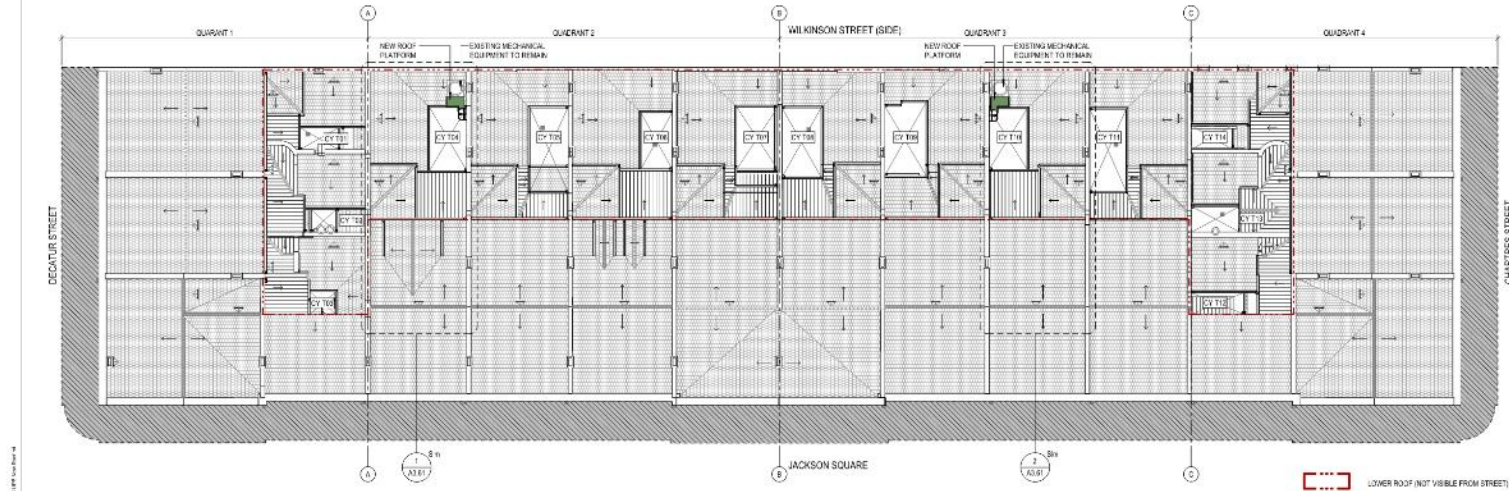 A
B
C
QUARANT 1
QUADRANT 2
WILKINSON STREET (SIDE)
QUADRANT 3
QUADRANT 4
NEW ROOF
PLATFORM
EXISTING MECHANICAL
EQUIPMENT TO REMAIN
NEW ROOF
PLATFORM
EXISTING MECHANICAL
EQUIPMENT TO REMAIN
CY T01
CY T04
CY T05
CY T06
CY T07
CY T08
CY T09
CY T10
CY T11
CY T14
CY T13
CY T03
CY T12
DECATUR STREET
CHARTRES STREET
1
A3.61
Sim
2
A3.61
Sim
A
B
C
JACKSON SQUARE
LOWER ROOF (NOT VISIBLE FROM STREET)